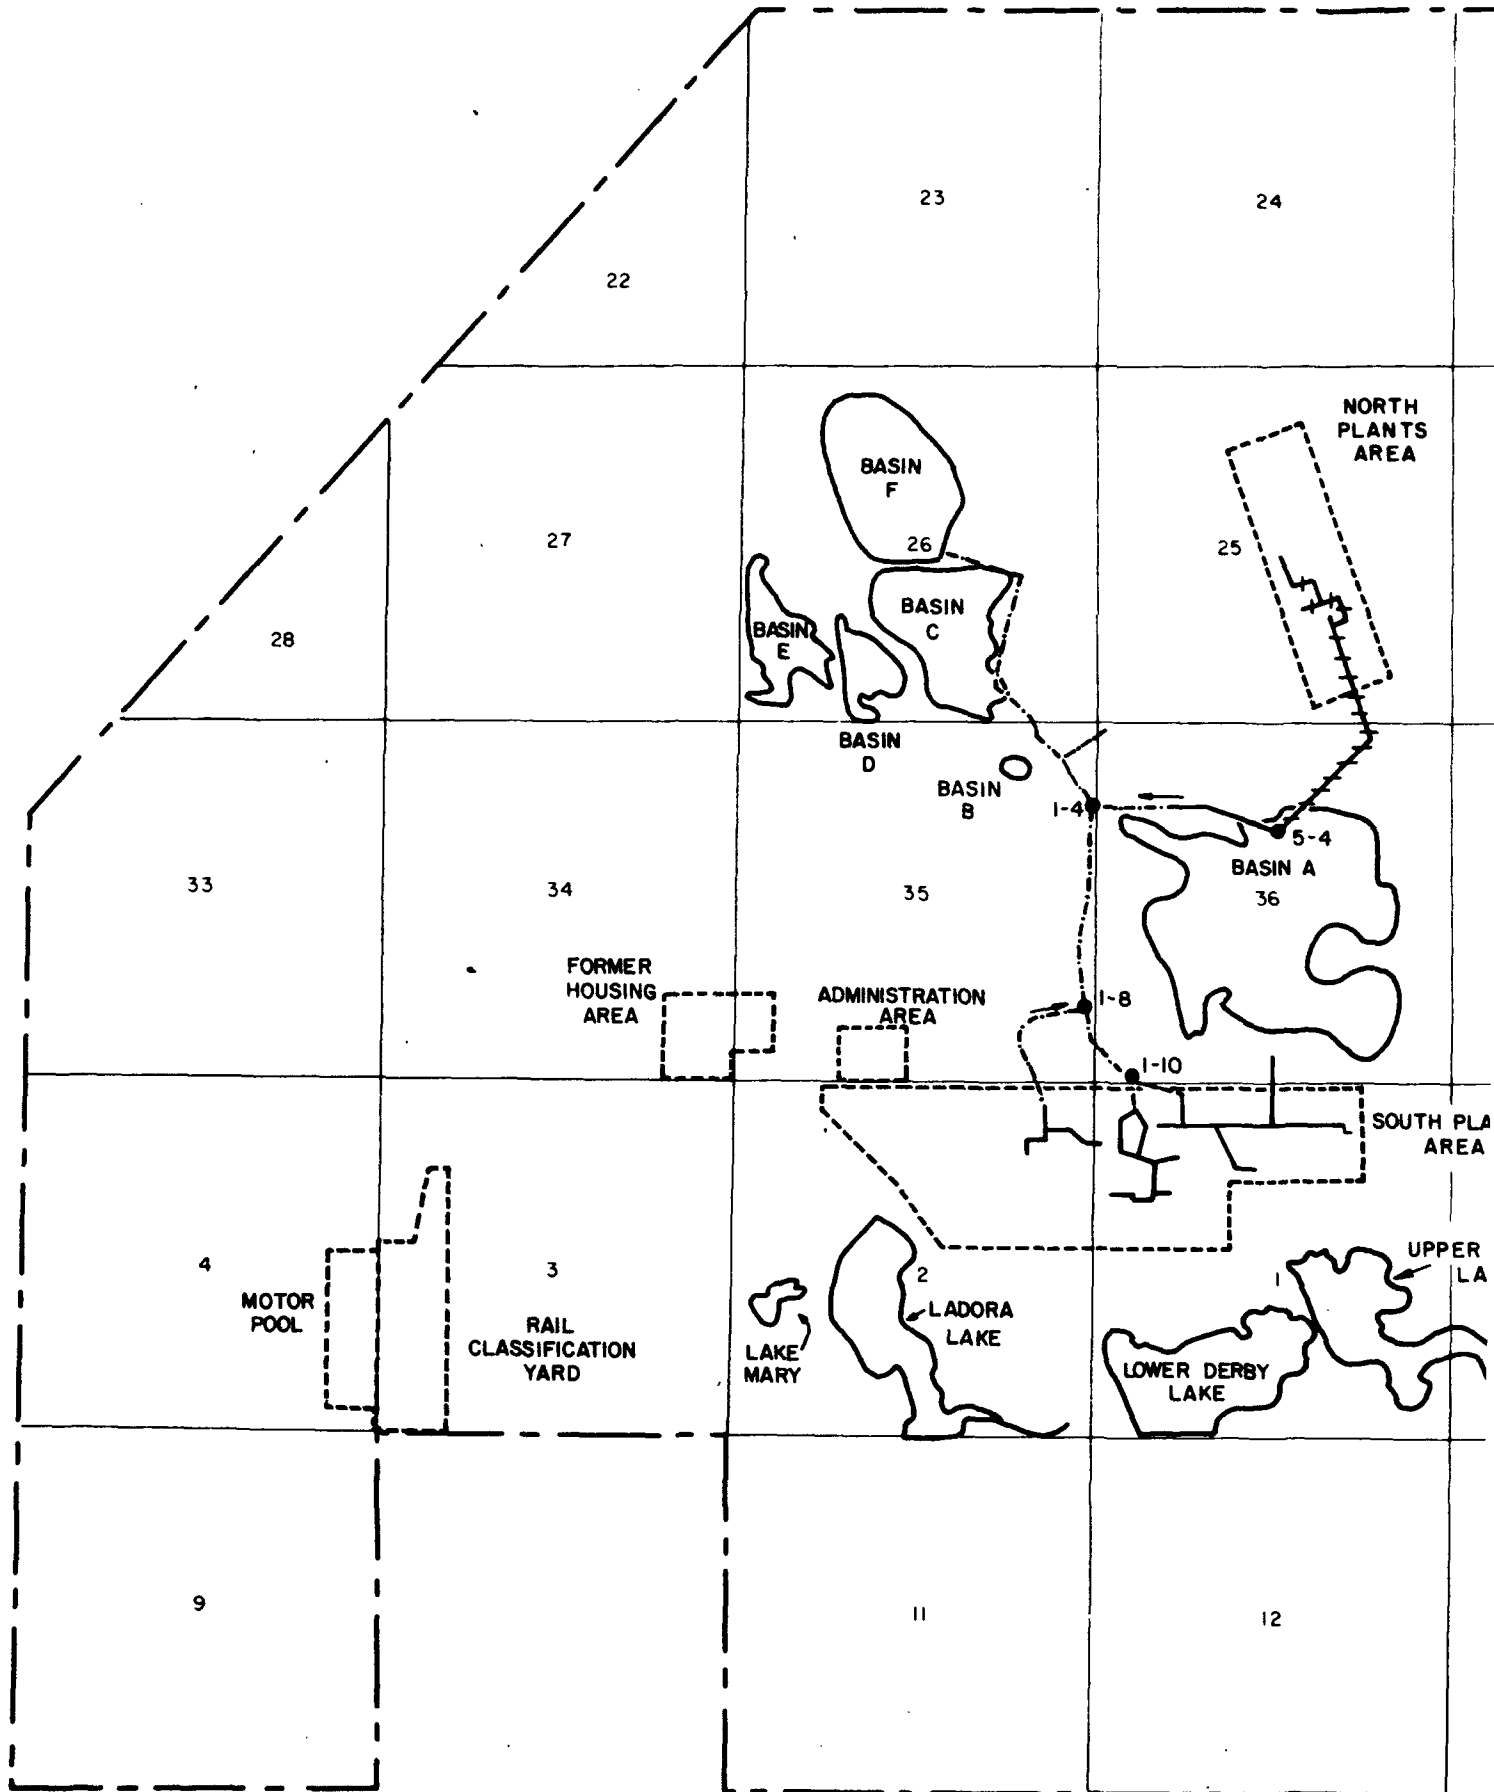 23
24
22
NORTH
PLANTS
AREA
BASIN
F
27
26
25
BASIN
C
28
BASIN
E
BASIN
D
BASIN
B
1-4
5-4
BASIN A
33
34
35
36
FORMER
HOUSING
AREA
ADMINISTRATION
AREA
1-8
1-10
SOUTH PLA
AREA
4
3
2
1
UPPER
LA
MOTOR
POOL
RAIL
CLASSIFICATION
YARD
LAKE
MARY
LADORA
LAKE
LOWER DERBY
LAKE
9
11
12